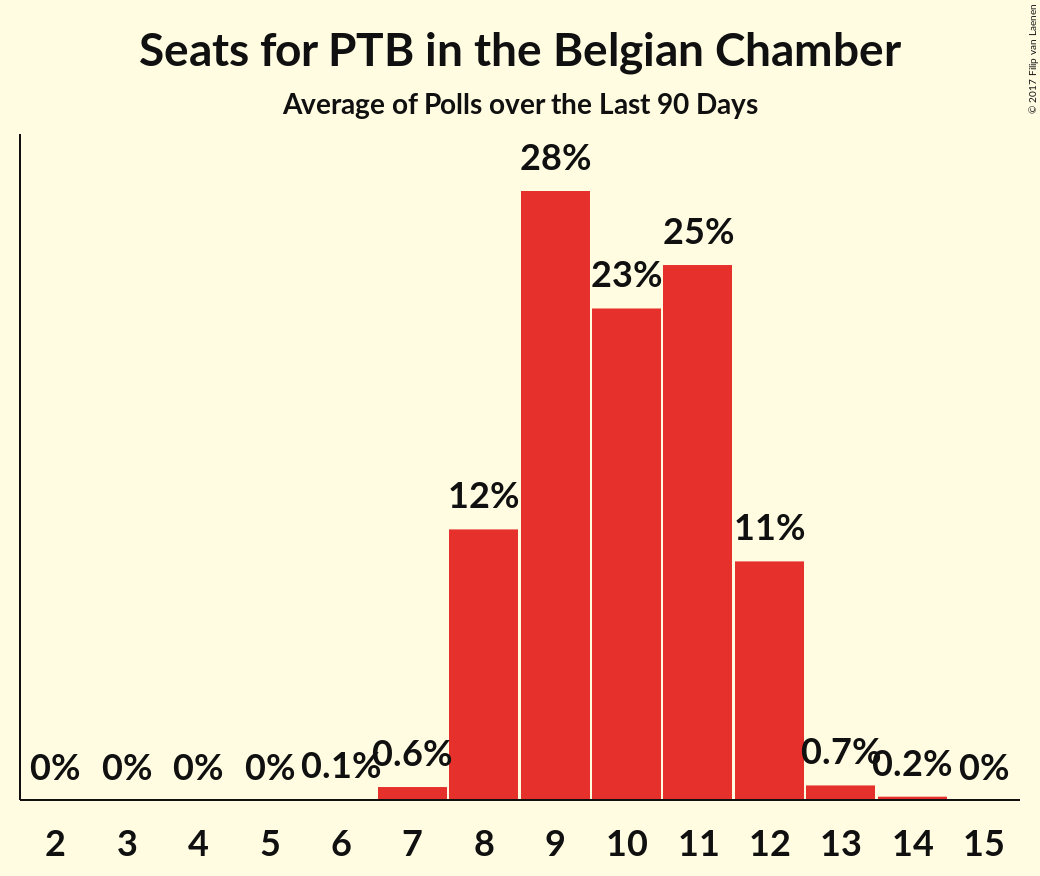 Seats for PTB in the Belgian Chamber
Average of Polls over the Last 90 Days
© 2017 Filip van Laenen
0% 0% 0% 0% 0.1% 0.6% 12% 28% 23% 25% 11% 0.7% 0.2% 0%
2 3 4 5 6 7 8 9 10 11 12 13 14 15